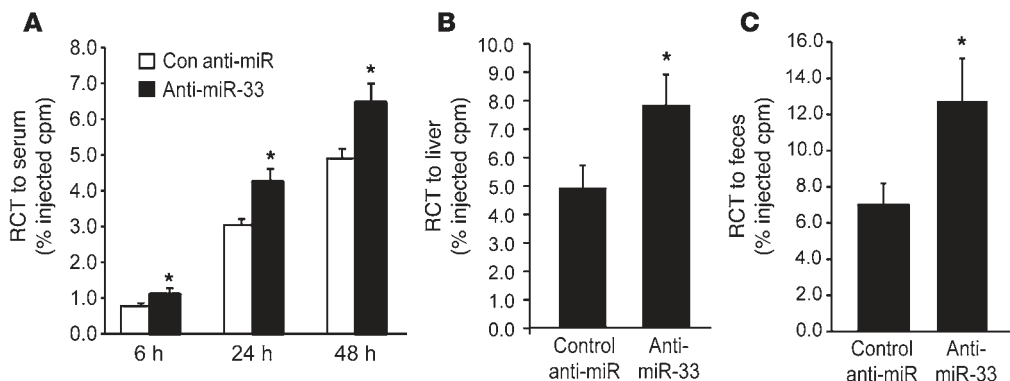 A
RCT to serum
(% injected cpm)
8.0
7.0
6.0
5.0
4.0
3.0
2.0
1.0
0.0
Con anti-miR
Anti-miR-33
*
*
*
6 h
24 h
48 h
B
RCT to liver
(% injected cpm)
10.0
9.0
8.0
7.0
6.0
5.0
4.0
3.0
2.0
1.0
0.0
*
Control
anti-miR
Anti-
miR-33
C
RCT to feces
(% injected cpm)
16.0
14.0
12.0
10.0
8.0
6.0
4.0
2.0
0.0
*
Control
anti-miR
Anti-
miR-33